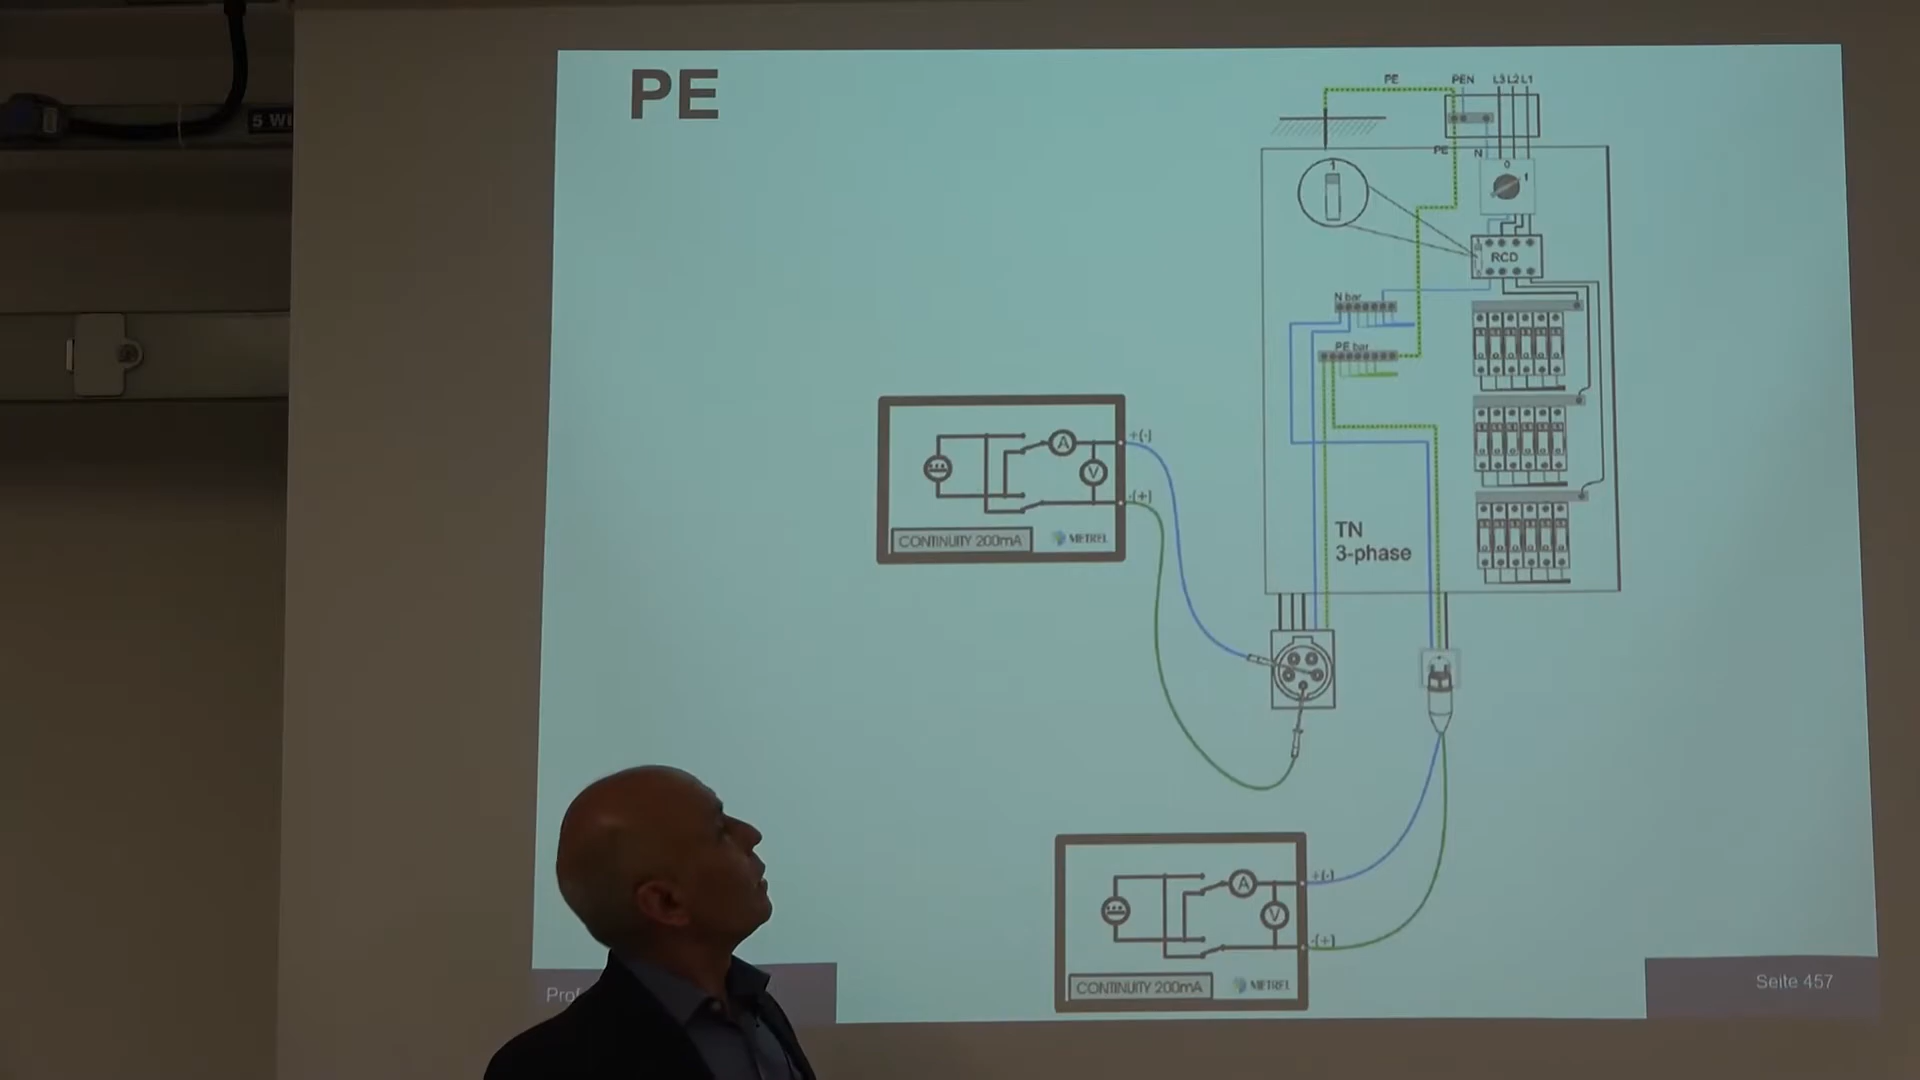 5 WI
PE
PE
PEN
L3 L2 L1
PE
N
0
1
1
RCD
N bar
PE bar
+(-)
A
V
-(+)
CONTINUITY 200mA
METREL
TN
3-phase
+(-)
A
V
-(+)
CONTINUITY 200mA
METREL
Prof
Seite 457